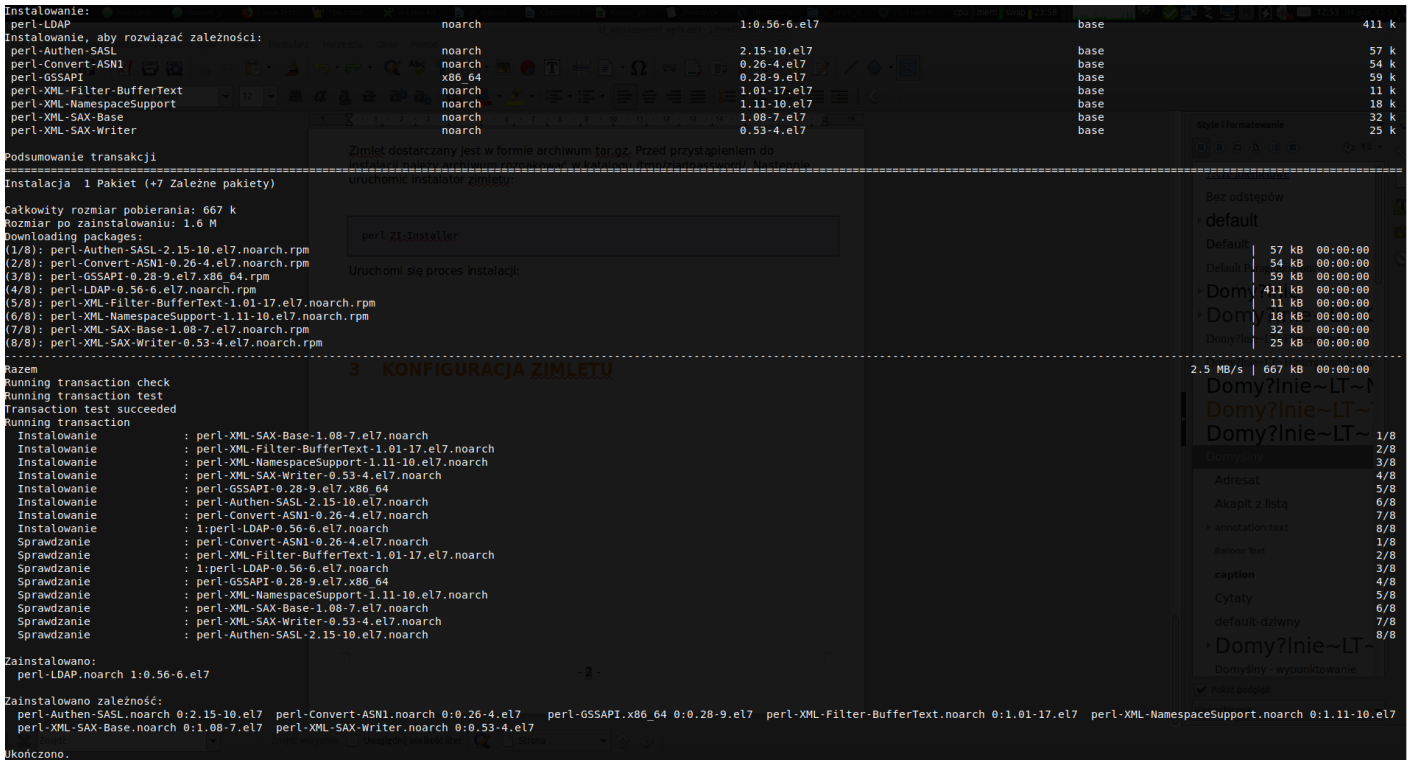 Instalowanie:
perl-LDAP noarch 1:0.56-6.el7 base 411 k
Instalowanie, aby rozwiązać zależności:
perl-Authen-SASL noarch 2.15-10.el7 base 57 k
perl-Convert-ASN1 noarch 0.26-4.el7 base 54 k
perl-GSSAPI x86_64 0.28-9.el7 base 59 k
perl-XML-Filter-BufferText noarch 1.01-17.el7 base 11 k
perl-XML-NamespaceSupport noarch 1.11-10.el7 base 18 k
perl-XML-SAX-Base noarch 1.08-7.el7 base 32 k
perl-XML-SAX-Writer noarch 0.53-4.el7 base 25 k
Podsumowanie transakcji
Instalacja 1 Pakiet (+7 Zależne pakiety)
Całkowity rozmiar pobierania: 667 k
Rozmiar po zainstalowaniu: 1.6 M
Downloading packages:
(1/8): perl-Authen-SASL-2.15-10.el7.noarch.rpm | 57 kB 00:00:00
(2/8): perl-Convert-ASN1-0.26-4.el7.noarch.rpm | 54 kB 00:00:00
(3/8): perl-GSSAPI-0.28-9.el7.x86_64.rpm | 59 kB 00:00:00
(4/8): perl-LDAP-0.56-6.el7.noarch.rpm | 411 kB 00:00:00
(5/8): perl-XML-Filter-BufferText-1.01-17.el7.noarch.rpm | 11 kB 00:00:00
(6/8): perl-XML-NamespaceSupport-1.11-10.el7.noarch.rpm | 18 kB 00:00:00
(7/8): perl-XML-SAX-Base-1.08-7.el7.noarch.rpm | 32 kB 00:00:00
(8/8): perl-XML-SAX-Writer-0.53-4.el7.noarch.rpm | 25 kB 00:00:00
Razem 2.5 MB/s | 667 kB 00:00:00
Running transaction check
Running transaction test
Transaction test succeeded
Running transaction
Instalowanie : perl-XML-SAX-Base-1.08-7.el7.noarch 1/8
Instalowanie : perl-XML-Filter-BufferText-1.01-17.el7.noarch 2/8
Instalowanie : perl-XML-NamespaceSupport-1.11-10.el7.noarch 3/8
Instalowanie : perl-XML-SAX-Writer-0.53-4.el7.noarch 4/8
Instalowanie : perl-GSSAPI-0.28-9.el7.x86_64 5/8
Instalowanie : perl-Authen-SASL-2.15-10.el7.noarch 6/8
Instalowanie : perl-Convert-ASN1-0.26-4.el7.noarch 7/8
Instalowanie : 1:perl-LDAP-0.56-6.el7.noarch 8/8
Sprawdzanie : perl-Convert-ASN1-0.26-4.el7.noarch 1/8
Sprawdzanie : perl-XML-Filter-BufferText-1.01-17.el7.noarch 2/8
Sprawdzanie : 1:perl-LDAP-0.56-6.el7.noarch 3/8
Sprawdzanie : perl-GSSAPI-0.28-9.el7.x86_64 4/8
Sprawdzanie : perl-XML-NamespaceSupport-1.11-10.el7.noarch 5/8
Sprawdzanie : perl-XML-SAX-Base-1.08-7.el7.noarch 6/8
Sprawdzanie : perl-XML-SAX-Writer-0.53-4.el7.noarch 7/8
Sprawdzanie : perl-Authen-SASL-2.15-10.el7.noarch 8/8
Zainstalowano:
perl-LDAP.noarch 1:0.56-6.el7
Zainstalowano zależność:
perl-Authen-SASL.noarch 0:2.15-10.el7 perl-Convert-ASN1.noarch 0:0.26-4.el7 perl-GSSAPI.x86_64 0:0.28-9.el7 perl-XML-Filter-BufferText.noarch 0:1.01-17.el7 perl-XML-NamespaceSupport.noarch 0:1.11-10.el7
perl-XML-SAX-Base.noarch 0:1.08-7.el7 perl-XML-SAX-Writer.noarch 0:0.53-4.el7
Ukończono.
Zimlet dostarczany jest w formie archiwum tar.gz. Przed przystąpieniem do
instalacji należy archiwum rozpakować w katalogu /tmp/ziadpassword/. Następnie
uruchomić instalator zimletu:
perl ZI-Installer
Uruchomi się proces instalacji:
3 KONFIGURACJA ZIMLETU
- 2 -
Style i formatowanie
Bez odstępów
default
Default
Domy?lnie~LT~
Domy?lnie~LT~
Domy?lnie~LT~
Domyślny
Adresat
Akapit z listą
annotation text
Balloon Text
caption
Cytaty
default-dziwny
Domy?lnie~LT~
Domyślny - wypunktowanie
Pokaż podgląd